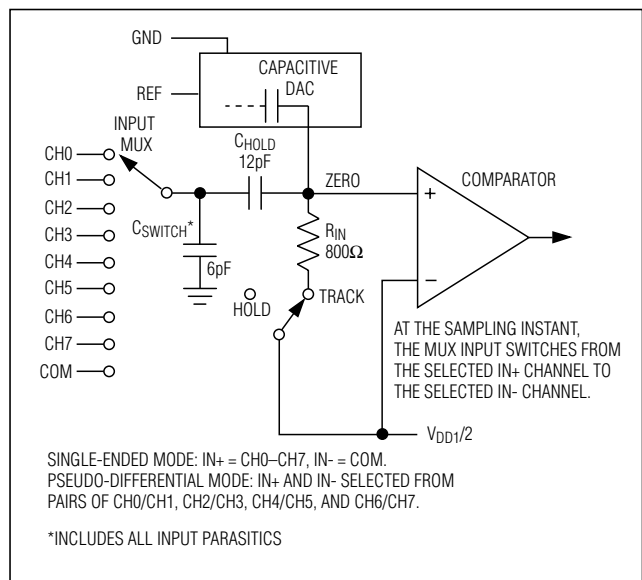 GND
CAPACITIVE
DAC
REF
INPUT
MUX
CHOLD
12pF
CH0
CH1
CH2
CH3
CH4
CH5
CH6
CH7
COM
CSWITCH*
6pF
ZERO
RIN
800Ω
HOLD
TRACK
COMPARATOR
+
−
AT THE SAMPLING INSTANT,
THE MUX INPUT SWITCHES FROM
THE SELECTED IN+ CHANNEL TO
THE SELECTED IN- CHANNEL.
VDD1/2
SINGLE-ENDED MODE: IN+ = CH0–CH7, IN- = COM.
PSEUDO-DIFFERENTIAL MODE: IN+ AND IN- SELECTED FROM
PAIRS OF CH0/CH1, CH2/CH3, CH4/CH5, AND CH6/CH7.
*INCLUDES ALL INPUT PARASITICS